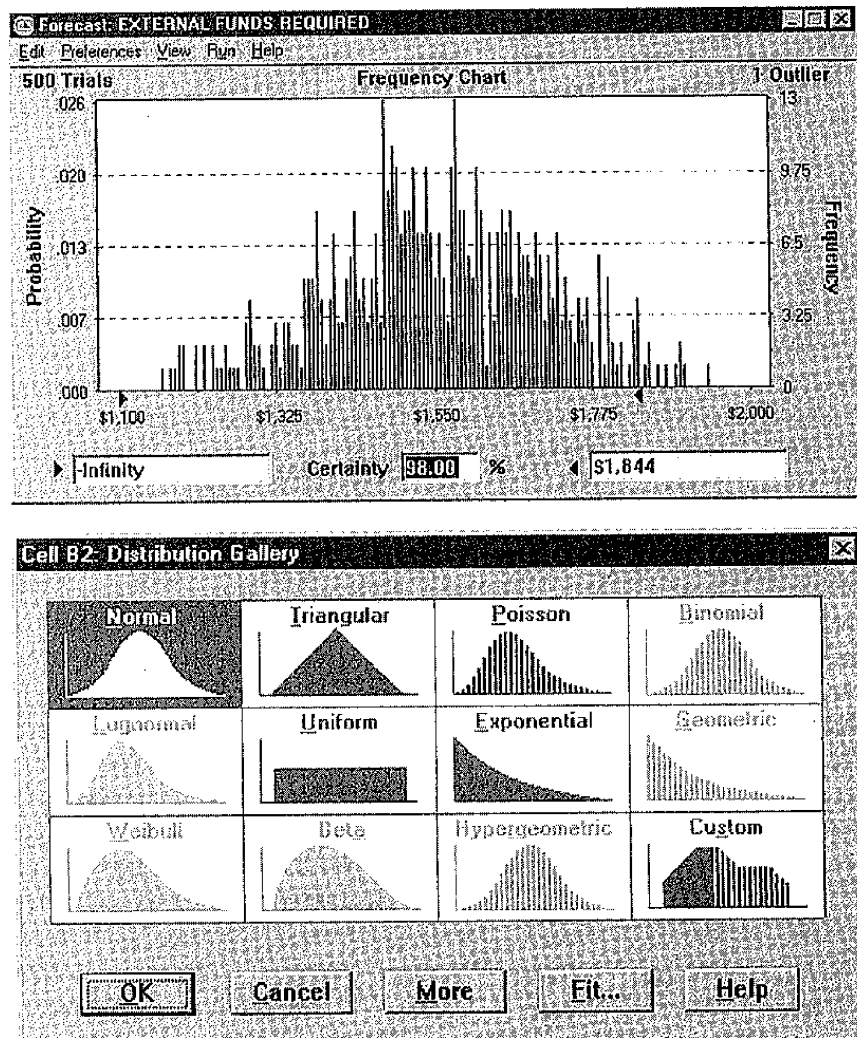 Forecast: EXTERNAL FUNDS REQUIRED
Edit Preferences View Run Help
500 Trials Frequency Chart 1 Outlier
.026 13
.020 9.75
.013 6.5
.007 3.25
.000 0
Probability
Frequency
$1,100 $1,325 $1,550 $1,775 $2,000
-Infinity Certainty 98.00 % $1,844
Cell B2: Distribution Gallery
Normal Triangular Poisson Binomial
Lognormal Uniform Exponential Geometric
Weibull Beta Hypergeometric Custom
OK Cancel More Fit... Help